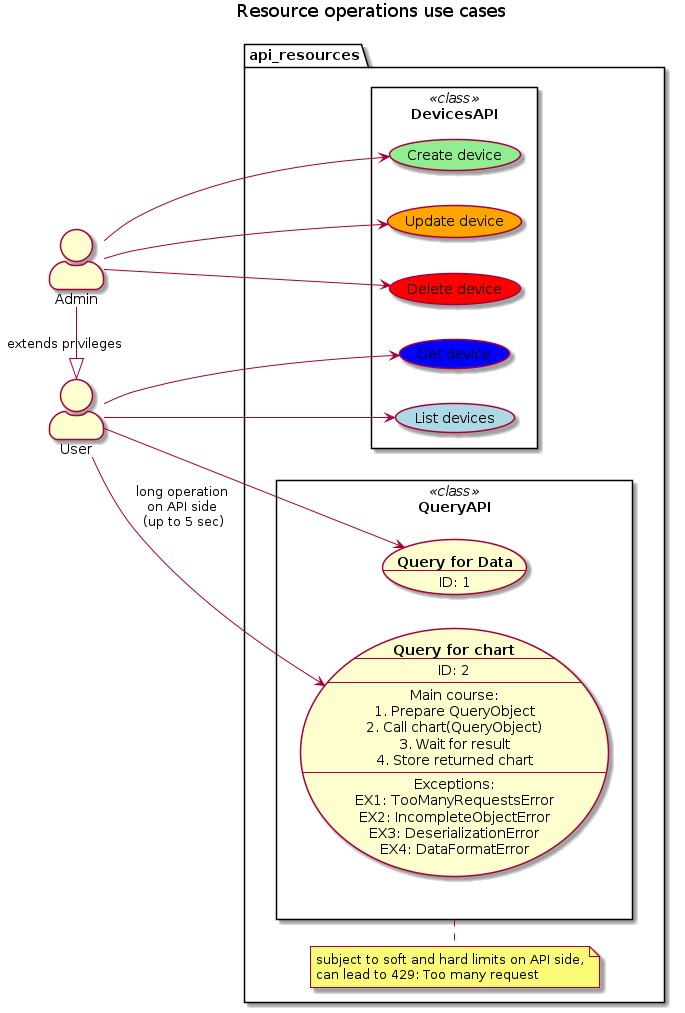 Resource operations use cases
api_resources
«class»
DevicesAPI
Create device
Update device
Delete device
Get device
List devices
Admin
extends privileges
User
long operation
on API side
(up to 5 sec)
«class»
QueryAPI
Query for Data
ID: 1
Query for chart
ID: 2
Main course:
1. Prepare QueryObject
2. Call chart(QueryObject)
3. Wait for result
4. Store returned chart
Exceptions:
EX1: TooManyRequestsError
EX2: IncompleteObjectError
EX3: DeserializationError
EX4: DataFormatError
subject to soft and hard limits on API side,
can lead to 429: Too many request